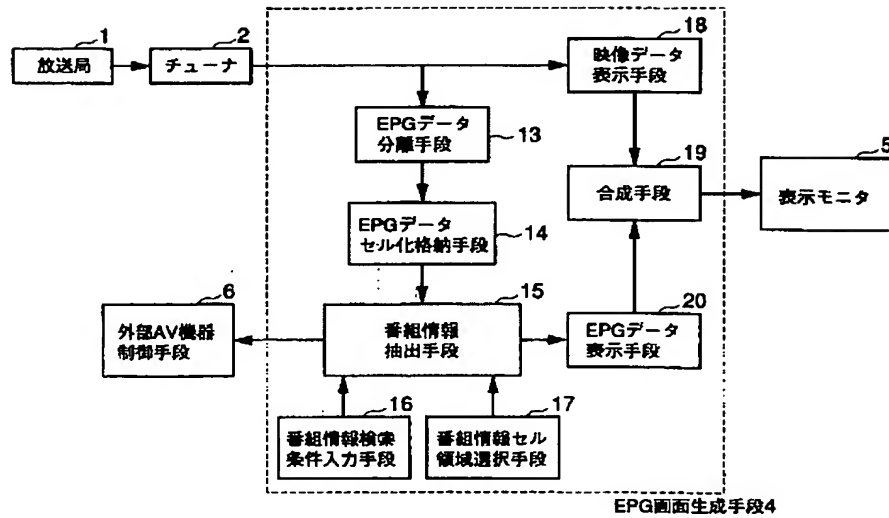 1
放送局
2
チューナ
18
映像データ
表示手段
EPGデータ
分離手段
13
19
合成手段
5
表示モニタ
EPGデータ
セル化格納手段
14
6
外部AV機器
制御手段
15
番組情報
抽出手段
20
EPGデータ
表示手段
16
番組情報検索
条件入力手段
17
番組情報セル
領域選択手段
EPG画面生成手段4